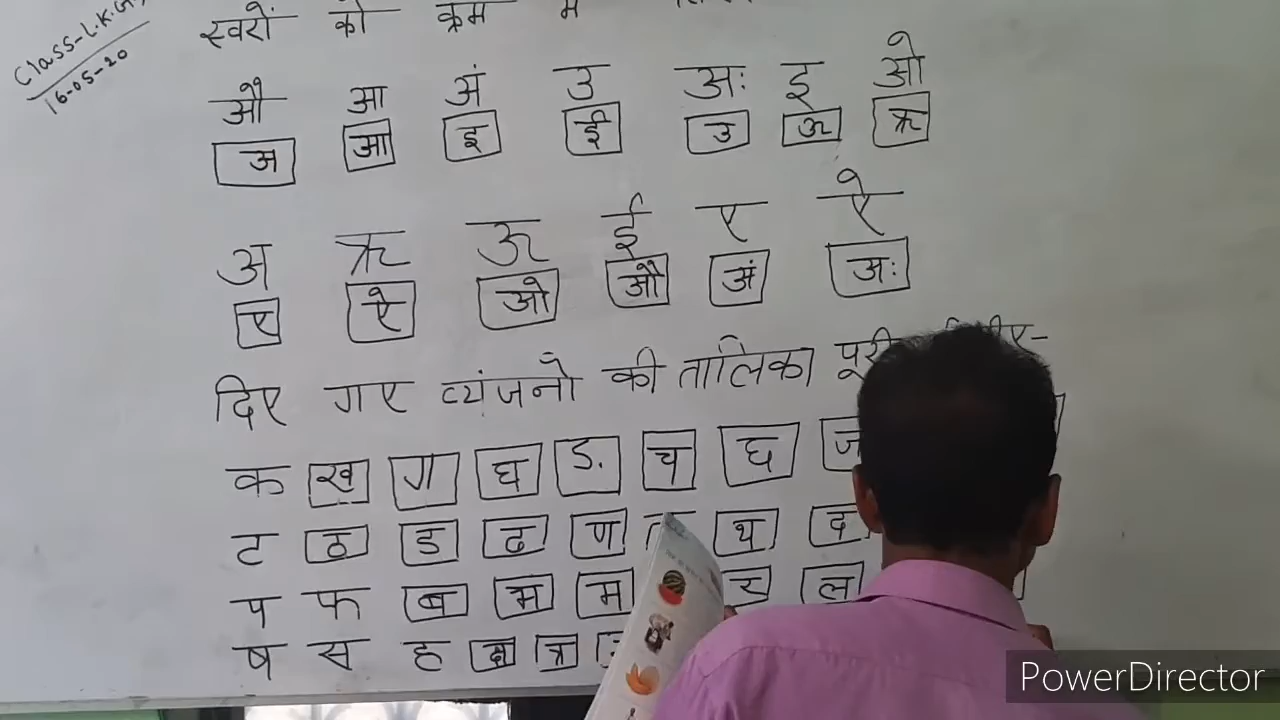 Class-L.K.G.
16-05-20
स्वरों को क्रम में
औ आ अं उ अः इ ओ
अ आ इ ई उ ऊ ऋ
अ ऋ ऊ ई ए ऐ
ए ऐ ओ औ अं अः
दिए गए व्यंजनों की तालिका पूरी
क ख ग घ ङ च छ ज
ट ठ ड ढ ण त थ द
प फ ब भ म र ल
ष स ह क्ष त्र
PowerDirector